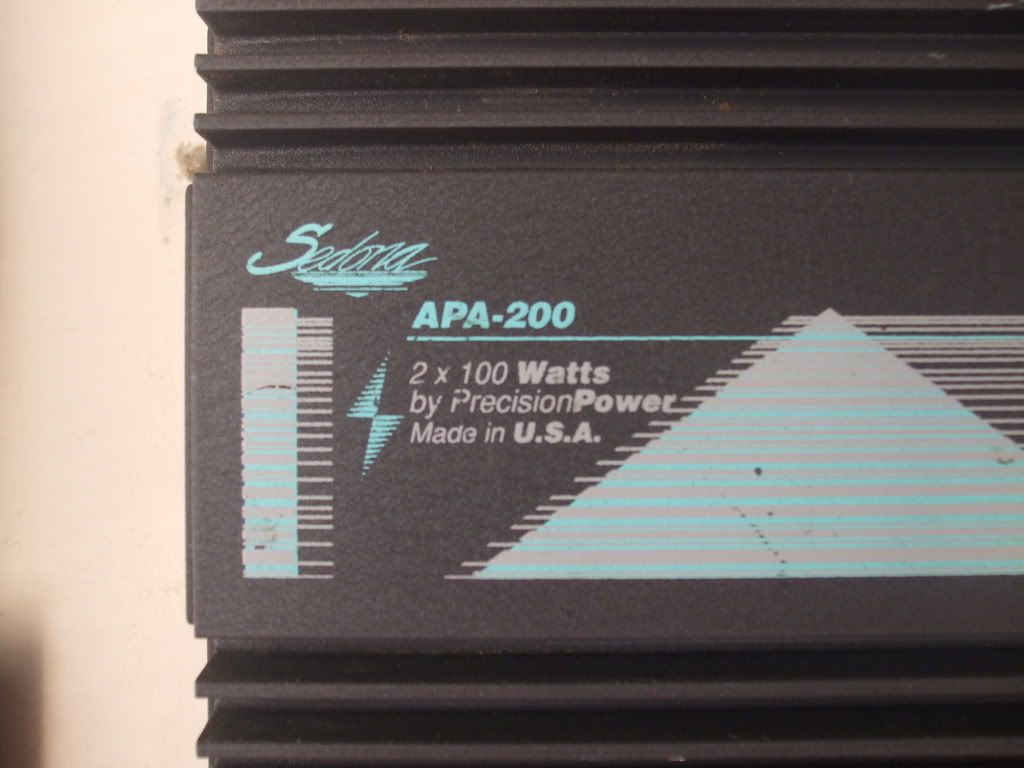 Sedona
APA-200
2 x 100 Watts
by PrecisionPower
Made in U.S.A.